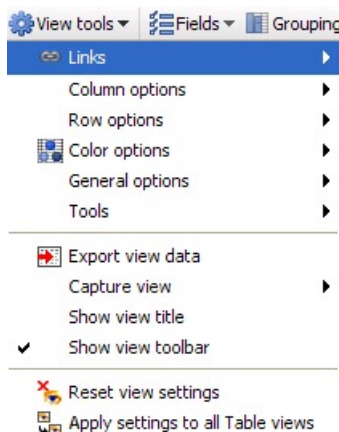 View tools Fields Grouping
Links
Column options
Row options
Color options
General options
Tools
Export view data
Capture view
Show view title
Show view toolbar
Reset view settings
Apply settings to all Table views